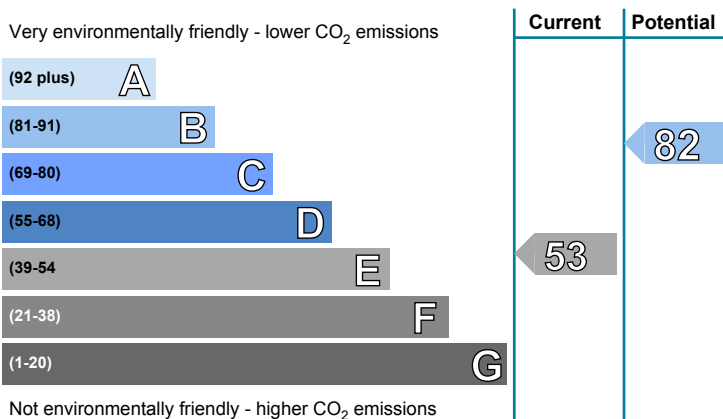 Very environmentally friendly - lower CO2 emissions
Current
Potential
(92 plus) A
(81-91) B
82
(69-80) C
(55-68) D
(39-54 E
53
(21-38) F
(1-20) G
Not environmentally friendly - higher CO2 emissions